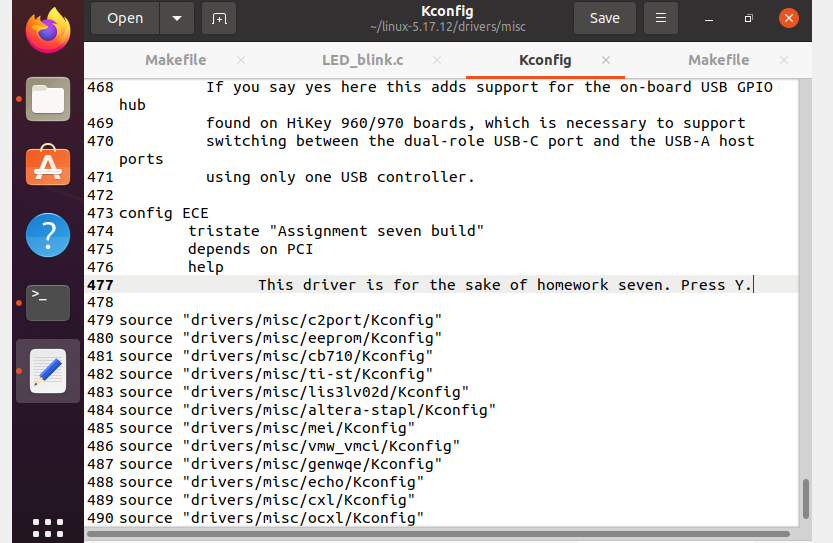 Open
Kconfig
~/linux-5.17.12/drivers/misc
Save
Makefile
LED_blink.c
Kconfig
Makefile
468 If you say yes here this adds support for the on-board USB GPIO
hub
469 found on HiKey 960/970 boards, which is necessary to support
470 switching between the dual-role USB-C port and the USB-A host
ports
471 using only one USB controller.
472
473 config ECE
474 tristate "Assignment seven build"
475 depends on PCI
476 help
477 This driver is for the sake of homework seven. Press Y.
478
479 source "drivers/misc/c2port/Kconfig"
480 source "drivers/misc/eeprom/Kconfig"
481 source "drivers/misc/cb710/Kconfig"
482 source "drivers/misc/ti-st/Kconfig"
483 source "drivers/misc/lis3lv02d/Kconfig"
484 source "drivers/misc/altera-stapl/Kconfig"
485 source "drivers/misc/mei/Kconfig"
486 source "drivers/misc/vmw_vmci/Kconfig"
487 source "drivers/misc/genwqe/Kconfig"
488 source "drivers/misc/echo/Kconfig"
489 source "drivers/misc/cxl/Kconfig"
490 source "drivers/misc/ocxl/Kconfig"